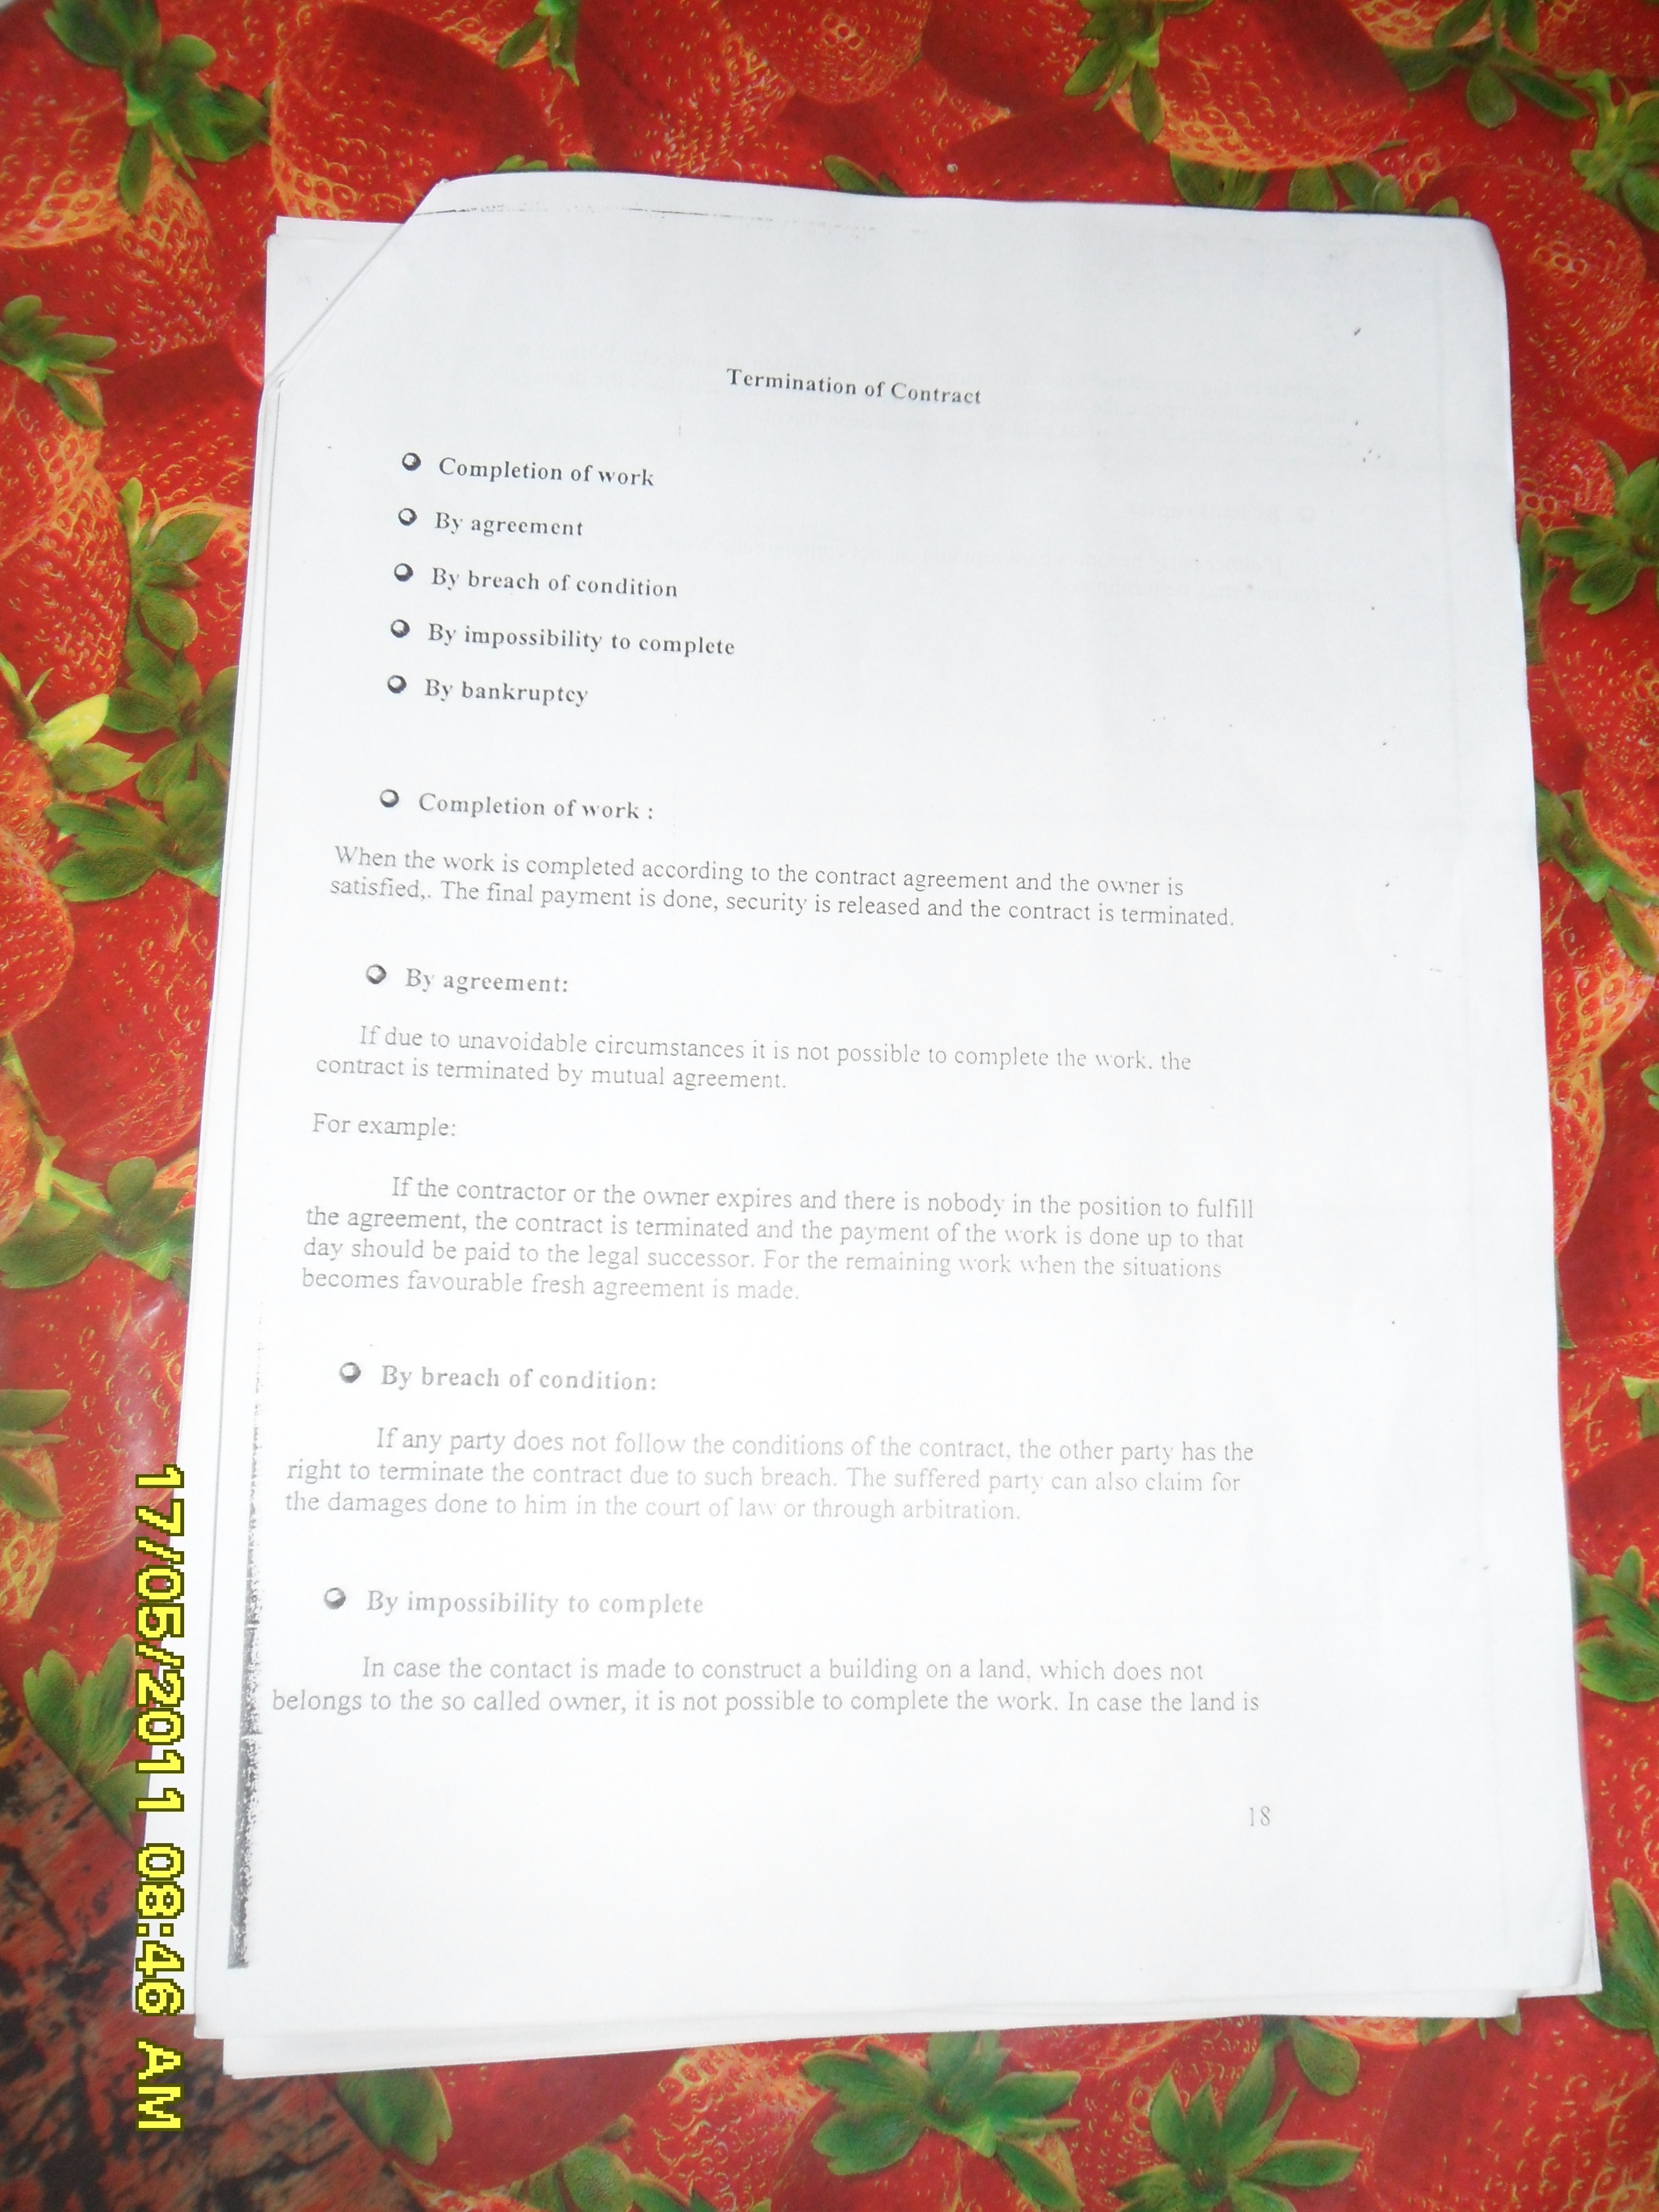 Termination of Contract
Completion of work
By agreement
By breach of condition
By impossibility to complete
By bankruptcy
Completion of work :
When the work is completed according to the contract agreement and the owner is
satisfied,. The final payment is done, security is released and the contract is terminated.
By agreement:
If due to unavoidable circumstances it is not possible to complete the work. the
contract is terminated by mutual agreement.
For example:
If the contractor or the owner expires and there is nobody in the position to fulfill
the agreement, the contract is terminated and the payment of the work is done up to that
day should be paid to the legal successor. For the remaining work when the situations
becomes favourable fresh agreement is made.
By breach of condition:
If any party does not follow the conditions of the contract, the other party has the
right to terminate the contract due to such breach. The suffered party can also claim for
the damages done to him in the court of law or through arbitration.
By impossibility to complete
In case the contact is made to construct a building on a land, which does not
belongs to the so called owner, it is not possible to complete the work. In case the land is
18
17/05/2011 08:46 AM